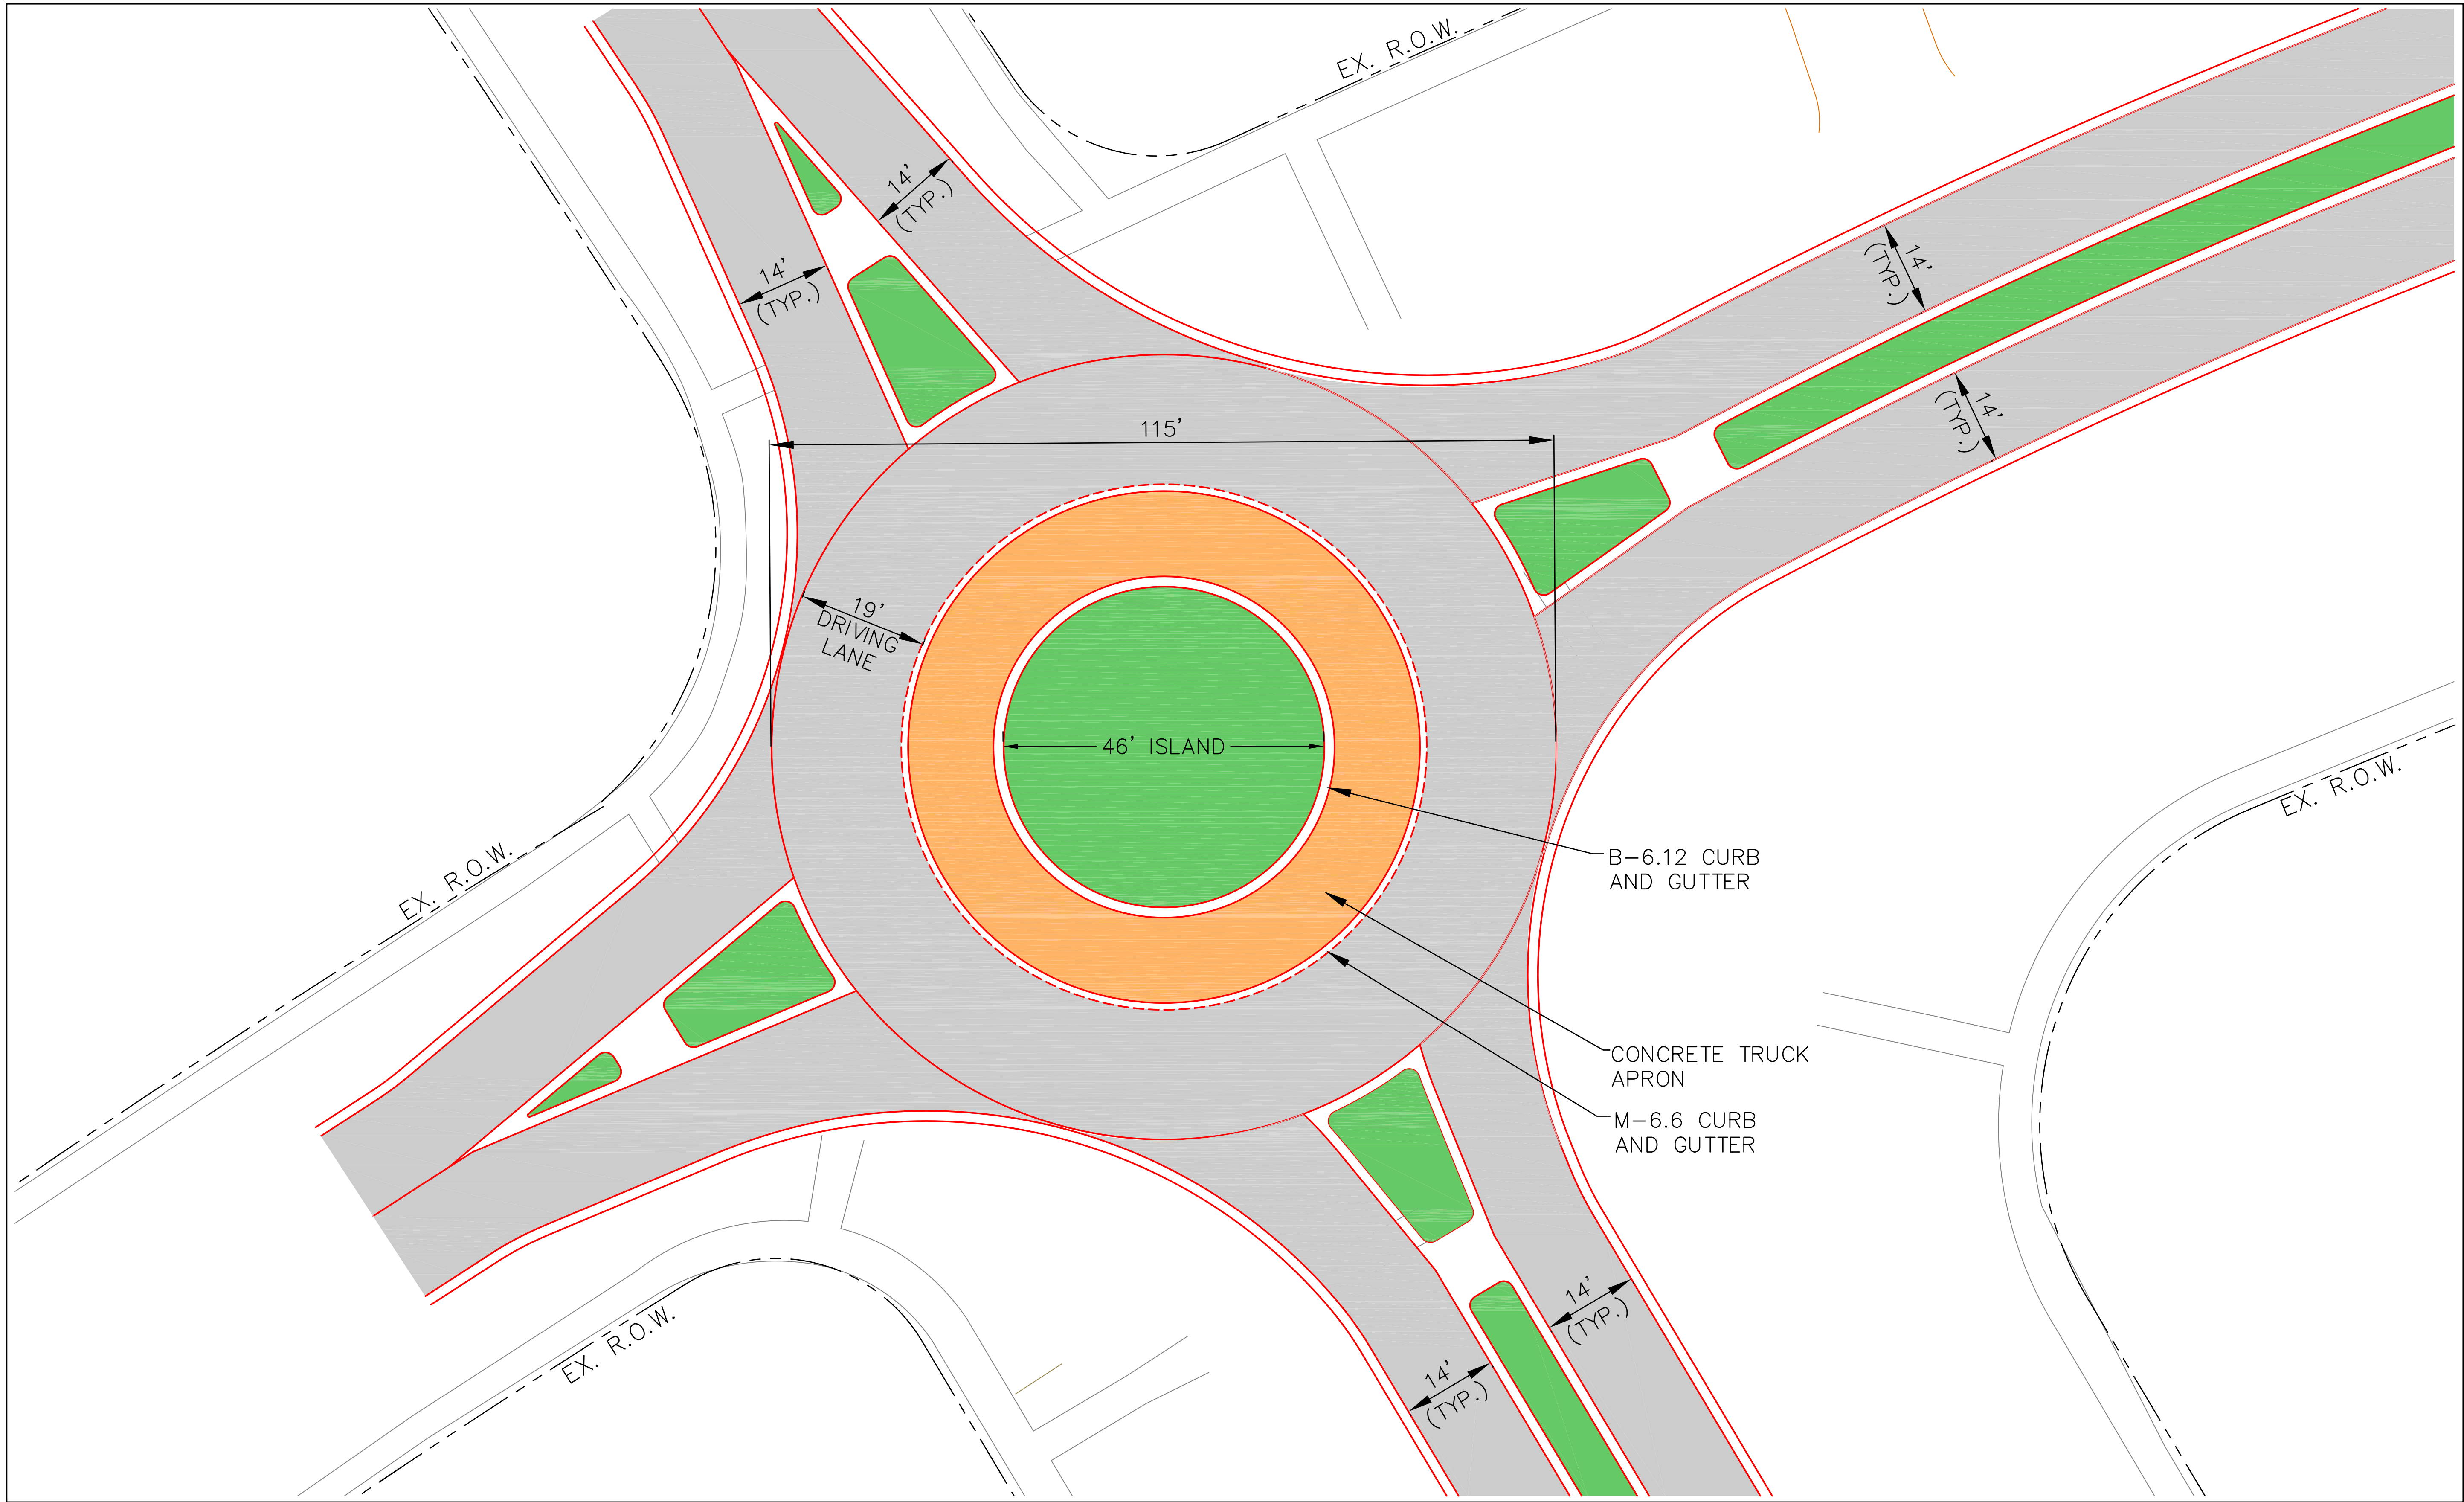 EX. R.O.W.
14'
(TYP.)
14'
(TYP.)
14'
(TYP.)
14'
(TYP.)
115'
19'
DRIVING
LANE
46' ISLAND
EX. R.O.W.
EX. R.O.W.
B-6.12 CURB
AND GUTTER
CONCRETE TRUCK
APRON
M-6.6 CURB
AND GUTTER
14'
(TYP.)
14'
(TYP.)
EX. R.O.W.